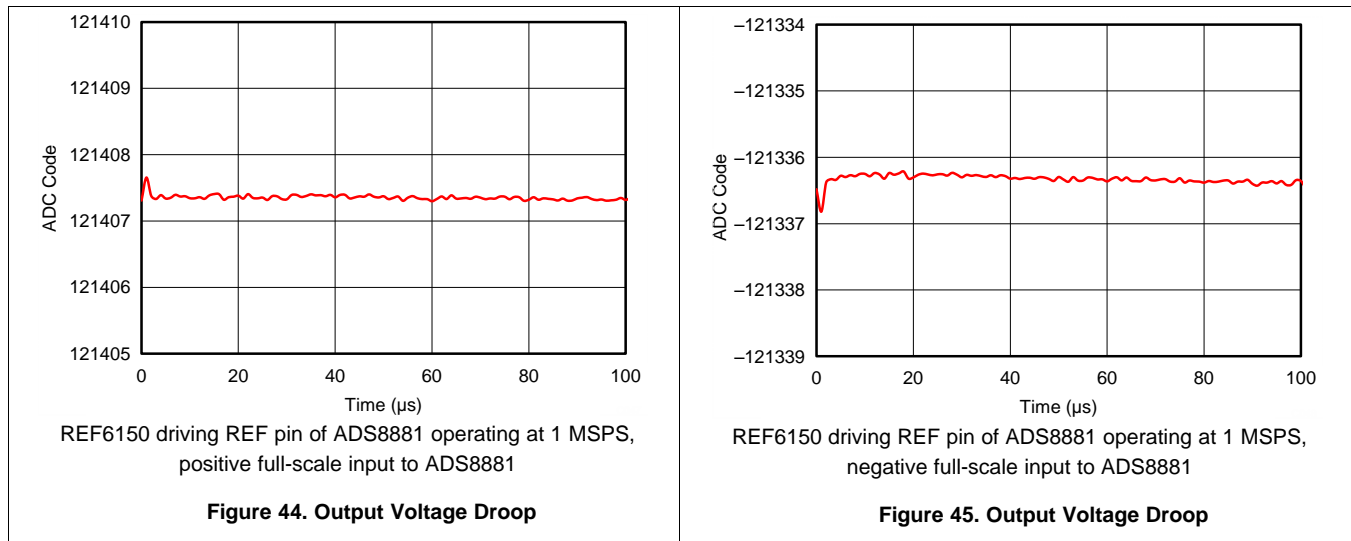 121410
121409
121408
121407
121406
121405
ADC Code
0 20 40 60 80 100
Time (µs)
REF6150 driving REF pin of ADS8881 operating at 1 MSPS,
positive full-scale input to ADS8881
Figure 44. Output Voltage Droop
–121334
–121335
–121336
–121337
–121338
–121339
ADC Code
0 20 40 60 80 100
Time (µs)
REF6150 driving REF pin of ADS8881 operating at 1 MSPS,
negative full-scale input to ADS8881
Figure 45. Output Voltage Droop